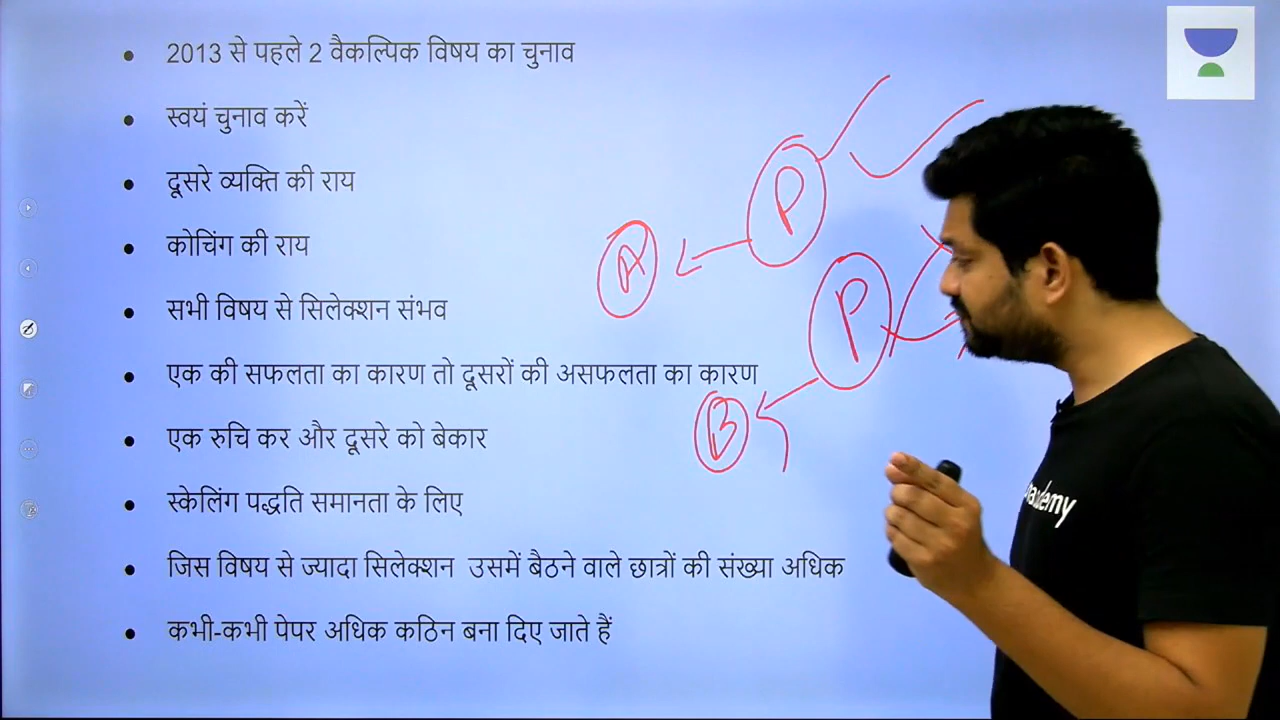 2013 से पहले 2 वैकल्पिक विषय का चुनाव
स्वयं चुनाव करें
दूसरे व्यक्ति की राय
कोचिंग की राय
सभी विषय से सिलेक्शन संभव
एक की सफलता का कारण तो दूसरों की असफलता का कारण
एक रुचि कर और दूसरे को बेकार
स्केलिंग पद्धति समानता के लिए
जिस विषय से ज्यादा सिलेक्शन उसमें बैठने वाले छात्रों की संख्या अधिक
कभी-कभी पेपर अधिक कठिन बना दिए जाते हैं
P
A
P
B